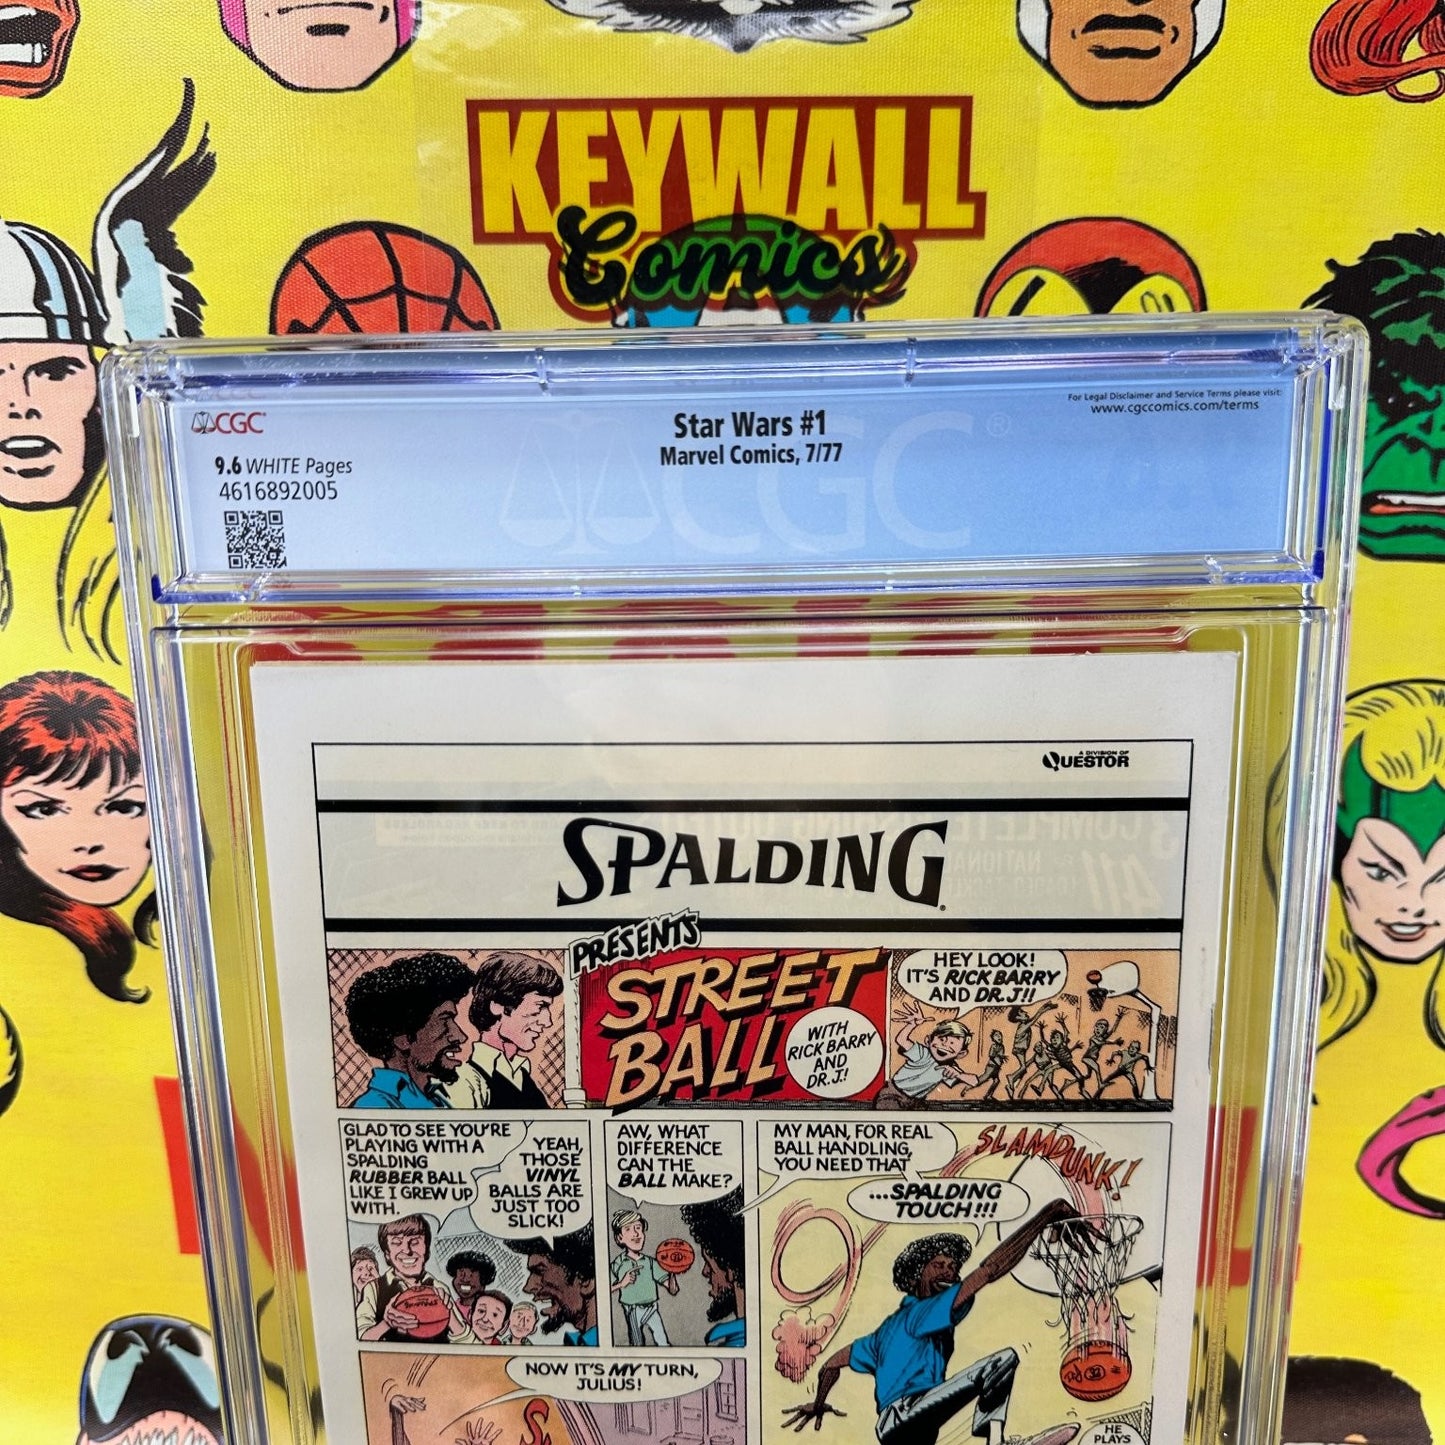 KEYWALL
Comics
CGC
For Legal Disclaimer and Service Terms please visit:
www.cgccomics.com/terms
Star Wars #1
Marvel Comics, 7/77
9.6 WHITE Pages
4616892005
CGC
A DIVISION OF
QUESTOR
SPALDING
PRESENTS
STREET
BALL
WITH
RICK BARRY
AND
DR.J.!
HEY LOOK!
IT'S RICK BARRY
AND DR.J!!
GLAD TO SEE YOU'RE
PLAYING WITH A
SPALDING
RUBBER BALL
LIKE I GREW UP
WITH.
YEAH,
THOSE
VINYL
BALLS ARE
JUST TOO
SLICK!
AW, WHAT
DIFFERENCE
CAN THE
BALL MAKE?
MY MAN, FOR REAL
BALL HANDLING,
YOU NEED THAT
...SPALDING
TOUCH!!!
SLAMDUNK!
NOW IT'S MY TURN,
JULIUS!
HE
PLAYS